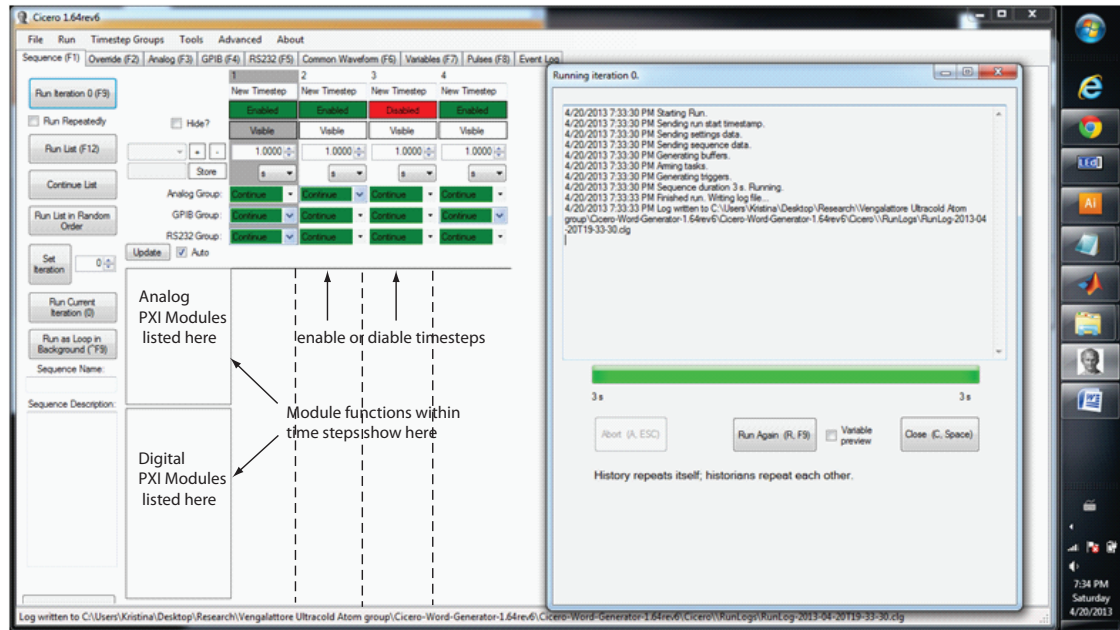 Cicero 1.64rev6
File Run Timestep Groups Tools Advanced About
Sequence (F1) Override (F2) Analog (F3) GPIB (F4) RS232 (F5) Common Waveform (F6) Variables (F7) Pulses (F8) Event Log
1 2 3 4
New Timestep New Timestep New Timestep New Timestep
Run Iteration 0 (F9)
Enabled Enabled Disabled Enabled
Run Repeatedly Hide? Visible Visible Visible Visible
Run List (F12) + - 1.0000 1.0000 1.0000 1.0000
Store s s s s
Continue List
Analog Group: Continue Continue Continue Continue
Run List in Random
Order
GPIB Group: Continue Continue Continue Continue
RS232 Group: Continue Continue Continue Continue
Update Auto
Set
Iteration
0
Run Current
Iteration (0)
Run as Loop in
Background (^F9)
Sequence Name:
Sequence Description:
Analog
PXI Modules
listed here
enable or diable timesteps
Module functions within
time steps show here
Digital
PXI Modules
listed here
Running iteration 0.
4/20/2013 7:33:30 PM Starting Run.
4/20/2013 7:33:30 PM Sending run start timestamp.
4/20/2013 7:33:30 PM Sending settings data.
4/20/2013 7:33:30 PM Sending sequence data.
4/20/2013 7:33:30 PM Generating buffers.
4/20/2013 7:33:30 PM Arming tasks.
4/20/2013 7:33:30 PM Generating triggers.
4/20/2013 7:33:30 PM Sequence duration 3 s. Running.
4/20/2013 7:33:33 PM Finished run. Writing log file...
4/20/2013 7:33:33 PM Log written to C:\Users\Kristina\Desktop\Research\Vengalattore Ultracold Atom
group\Cicero-Word-Generator-1.64rev6\Cicero-Word-Generator-1.64rev6\Cicero\\RunLogs\RunLog-2013-04
-20T19-33-30.clg
3 s 3 s
Abort (A, ESC) Run Again (R, F9) Variable
preview
Close (C, Space)
History repeats itself; historians repeat each other.
Log written to C:\Users\Kristina\Desktop\Research\Vengalattore Ultracold Atom group\Cicero-Word-Generator-1.64rev6\Cicero-Word-Generator-1.64rev6\Cicero\\RunLogs\RunLog-2013-04-20T19-33-30.clg
LEd
Ai
7:34 PM
Saturday
4/20/2013